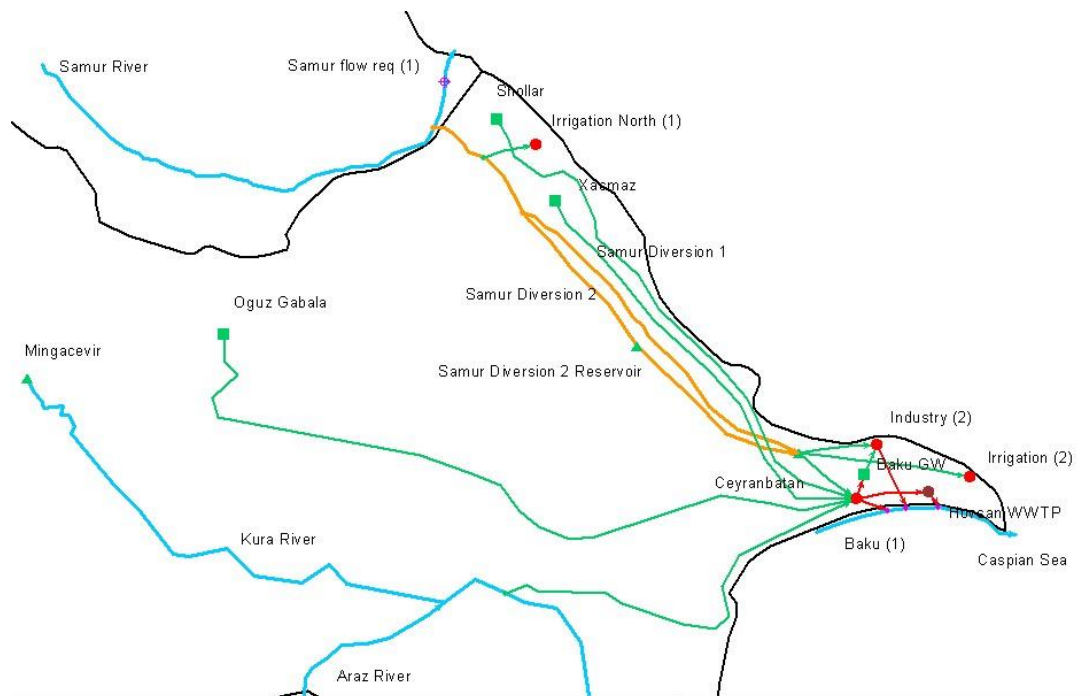 Samur River
Samur flow req (1)
Shollar
Irrigation North (1)
Xacmaz
Samur Diversion 1
Samur Diversion 2
Oguz Gabala
Mingacevir
Samur Diversion 2 Reservoir
Industry (2)
Baku GW
Irrigation (2)
Ceyranbatan
Hovsan WWTP
Kura River
Baku (1)
Caspian Sea
Araz River